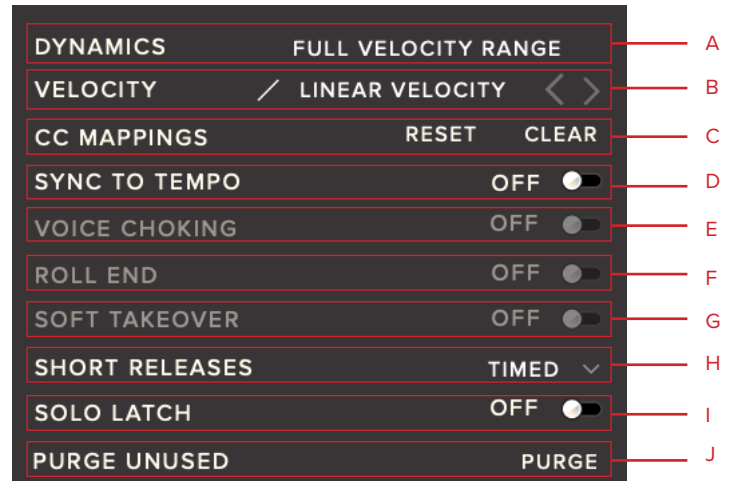 DYNAMICS FULL VELOCITY RANGE A
VELOCITY LINEAR VELOCITY B
CC MAPPINGS RESET CLEAR C
SYNC TO TEMPO OFF D
VOICE CHOKING OFF E
ROLL END OFF F
SOFT TAKEOVER OFF G
SHORT RELEASES TIMED H
SOLO LATCH OFF I
PURGE UNUSED PURGE J